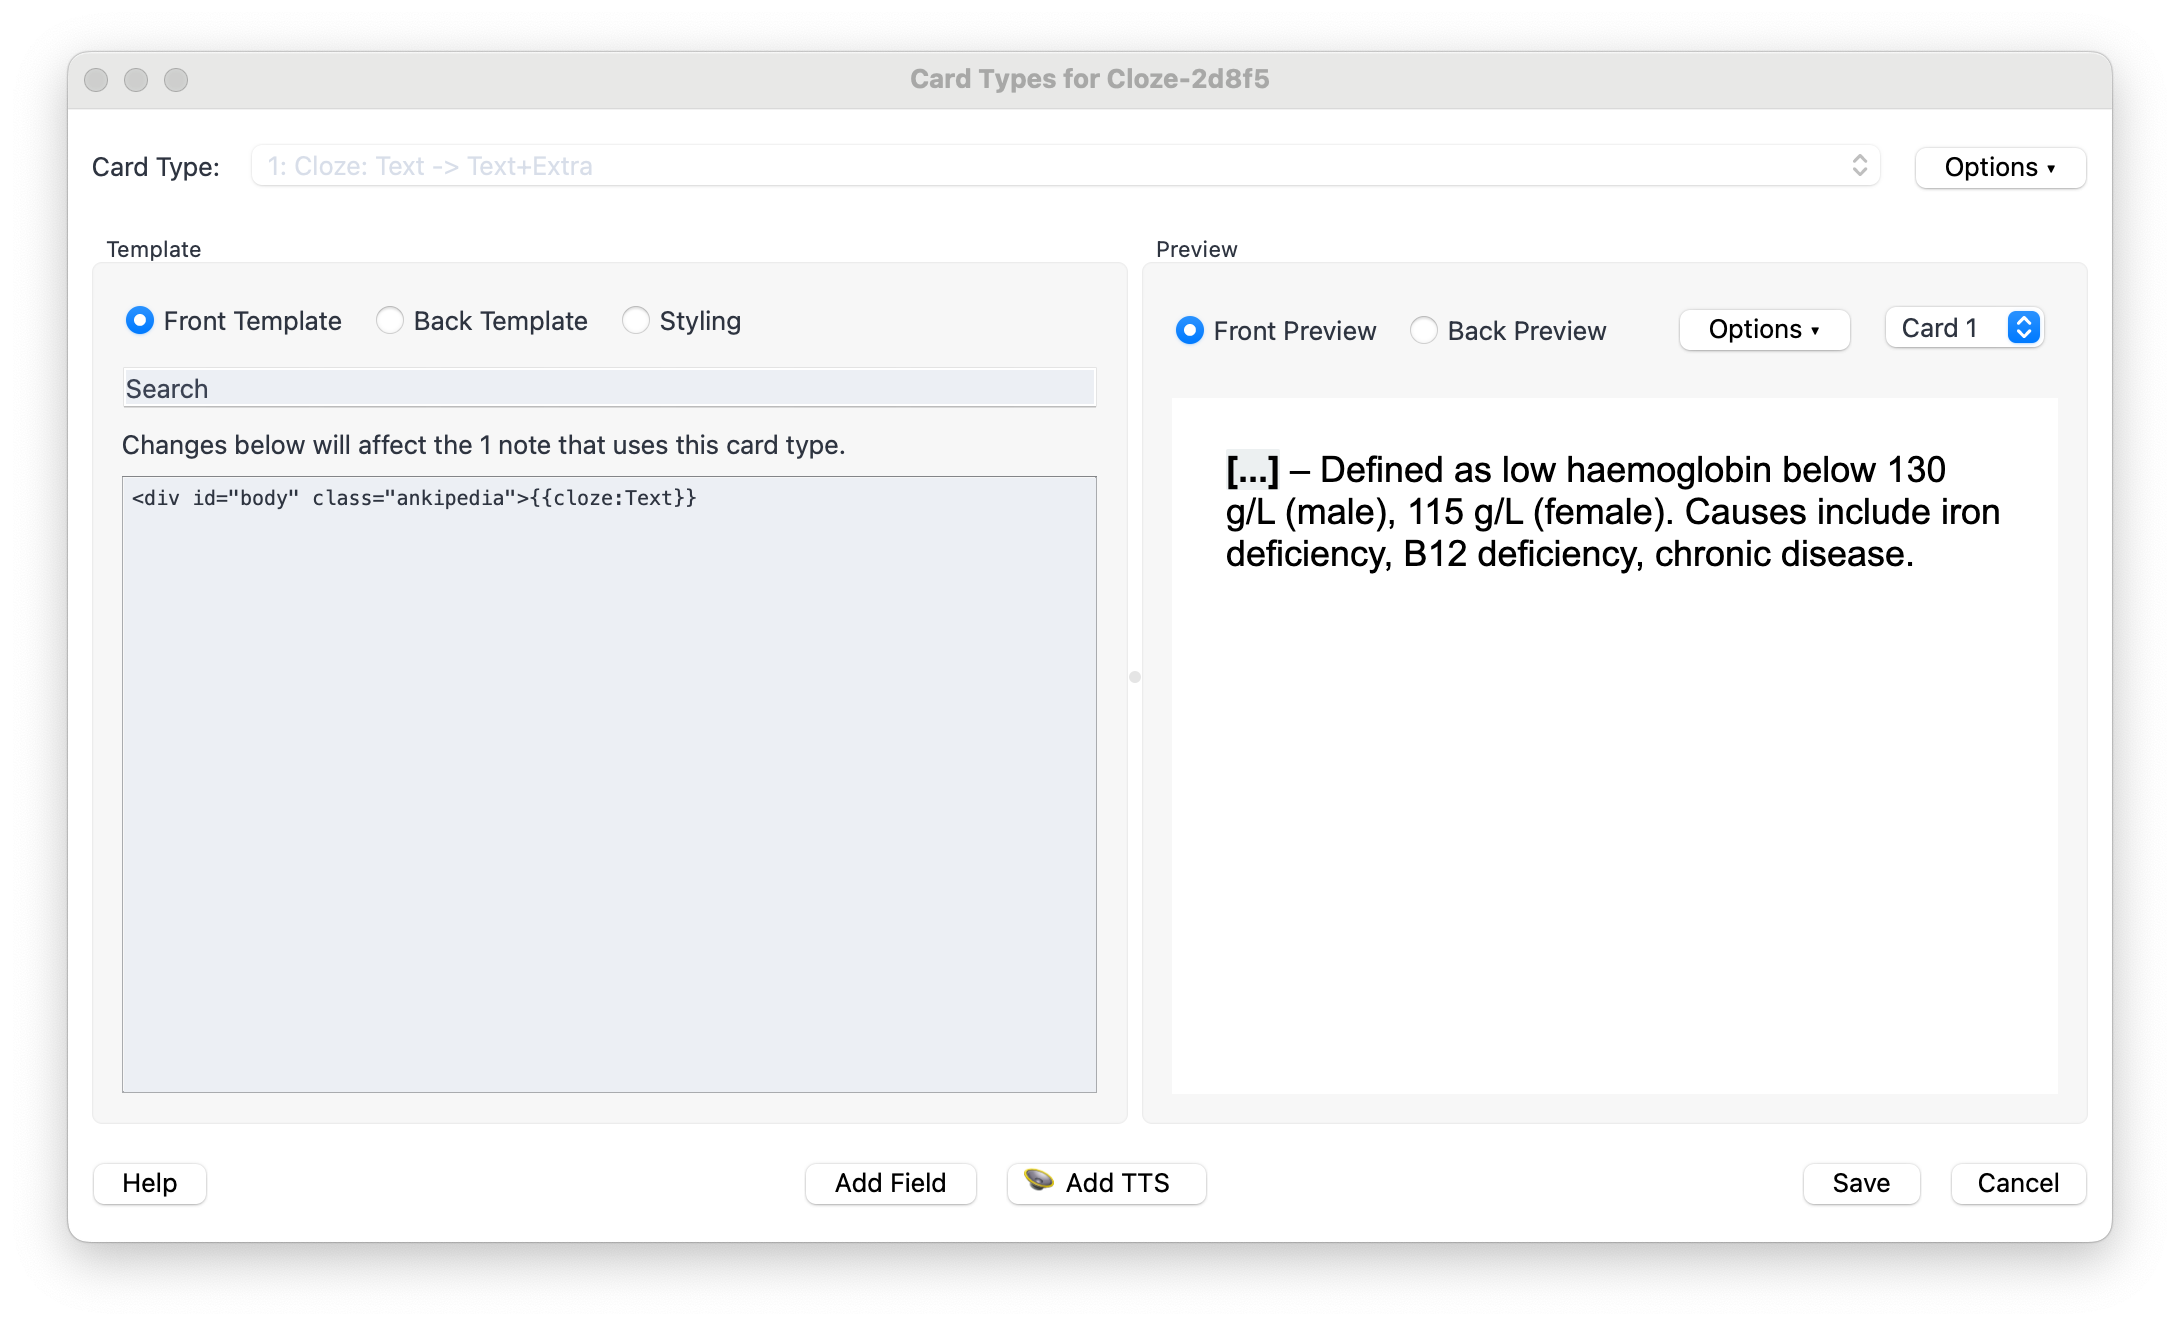 Card Types for Cloze-2d8f5
Card Type:
1: Cloze: Text -> Text+Extra
Options ▾
Template
Front Template
Back Template
Styling
Search
Changes below will affect the 1 note that uses this card type.
<div id="body" class="ankipedia">{{cloze:Text}}
Preview
Front Preview
Back Preview
Options ▾
Card 1
[...] – Defined as low haemoglobin below 130
g/L (male), 115 g/L (female). Causes include iron
deficiency, B12 deficiency, chronic disease.
Help
Add Field
Add TTS
Save
Cancel